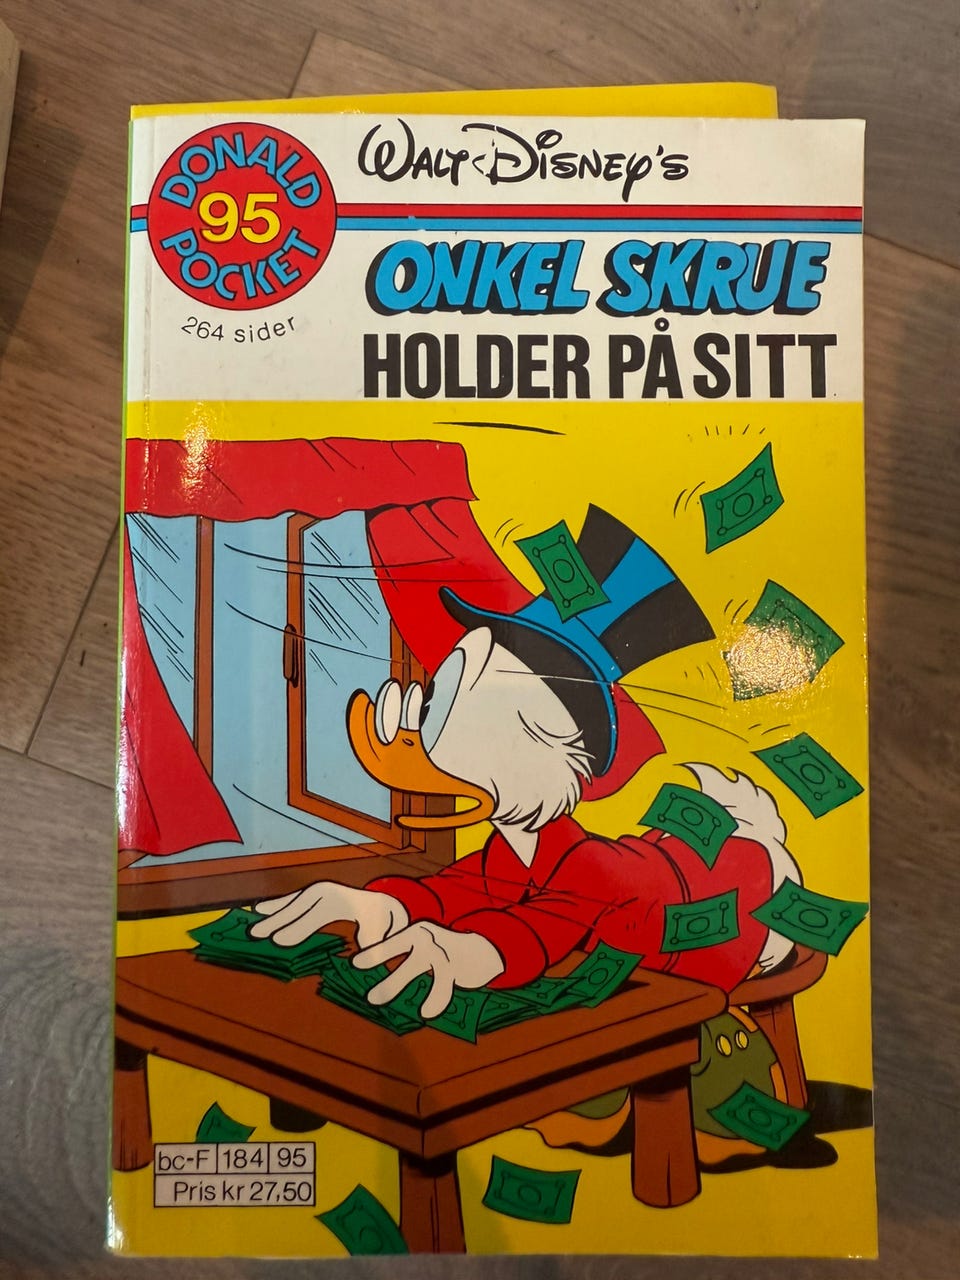 DONALD
95
POCKET
264 sider
WALT DISNEY'S
ONKEL SKRUE
HOLDER PÅ SITT
bc-F 184 95
Pris kr 27,50